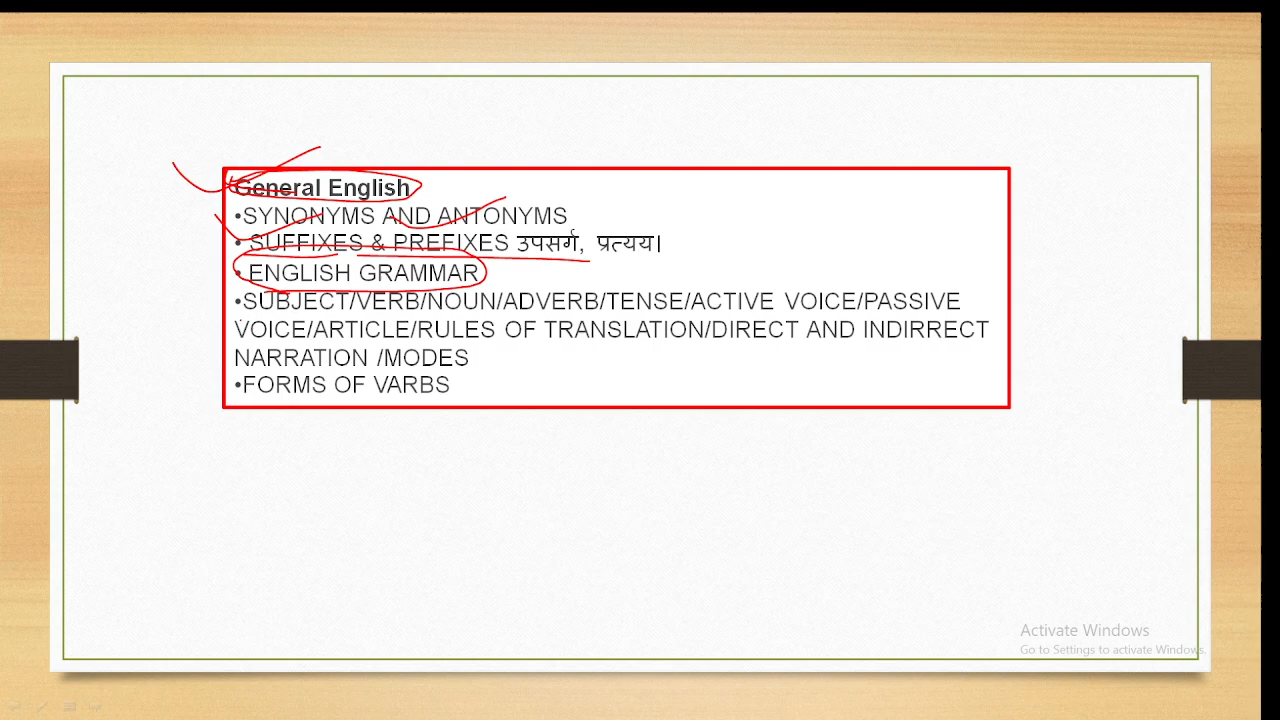 General English
•SYNONYMS AND ANTONYMS
• SUFFIXES & PREFIXES उपसर्ग, प्रत्यय।
• ENGLISH GRAMMAR
•SUBJECT/VERB/NOUN/ADVERB/TENSE/ACTIVE VOICE/PASSIVE
VOICE/ARTICLE/RULES OF TRANSLATION/DIRECT AND INDIRRECT
NARRATION /MODES
•FORMS OF VARBS
Activate Windows
Go to Settings to activate Windows.